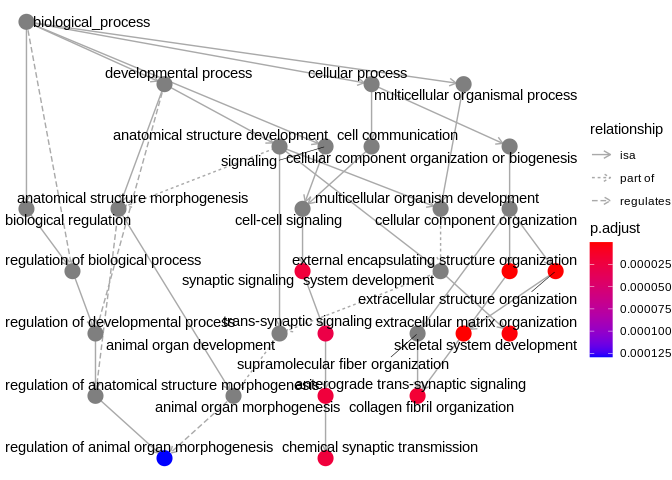 biological_process
developmental process
cellular process
multicellular organismal process
anatomical structure development
cell communication
signaling
cellular component organization or biogenesis
anatomical structure morphogenesis
multicellular organism development
biological regulation
cell-cell signaling
cellular component organization
regulation of biological process
external encapsulating structure organization
synaptic signaling
system development
extracellular structure organization
regulation of developmental process
trans-synaptic signaling
extracellular matrix organization
animal organ development
skeletal system development
supramolecular fiber organization
regulation of anatomical structure morphogenesis
anterograde trans-synaptic signaling
animal organ morphogenesis
collagen fibril organization
regulation of animal organ morphogenesis
chemical synaptic transmission
relationship
isa
part of
regulates
p.adjust
0.000025
0.000050
0.000075
0.000100
0.000125